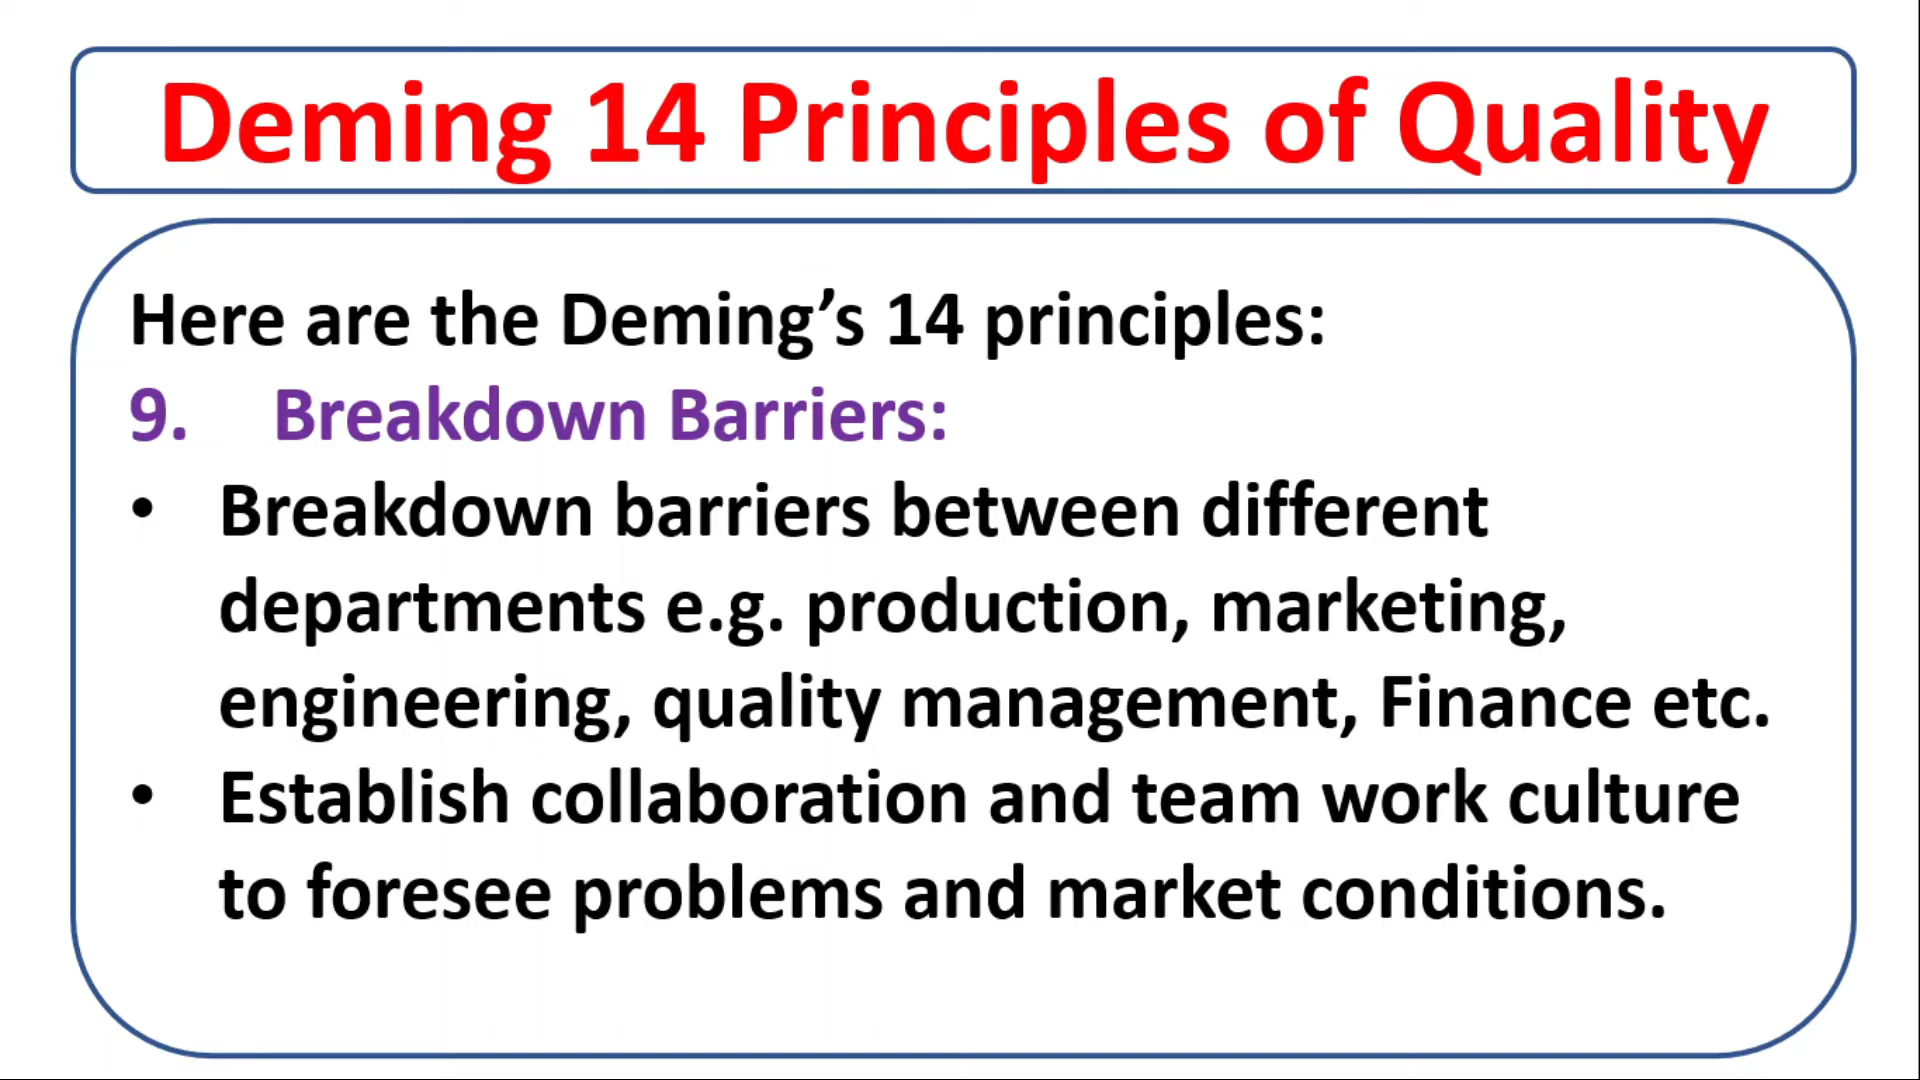 Deming 14 Principles of Quality
Here are the Deming’s 14 principles:
9. Breakdown Barriers:
• Breakdown barriers between different
departments e.g. production, marketing,
engineering, quality management, Finance etc.
• Establish collaboration and team work culture
to foresee problems and market conditions.